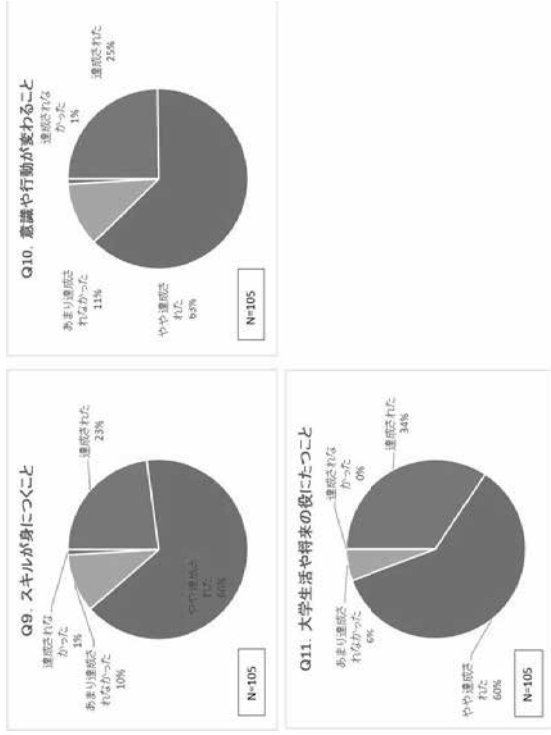 Q9. スキルが身につくこと
達成されな
かった
1%
達成された
23%
あまり達成さ
れなかった
10%
やや達成さ
れた
66%
N=105
Q10. 意識や行動が変わること
達成されな
かった
1%
達成された
25%
あまり達成さ
れなかった
11%
やや達成さ
れた
63%
N=105
Q11. 大学生活や将来の役にたつこと
達成されな
かった
0%
達成された
34%
あまり達成さ
れなかった
6%
やや達成さ
れた
60%
N=105